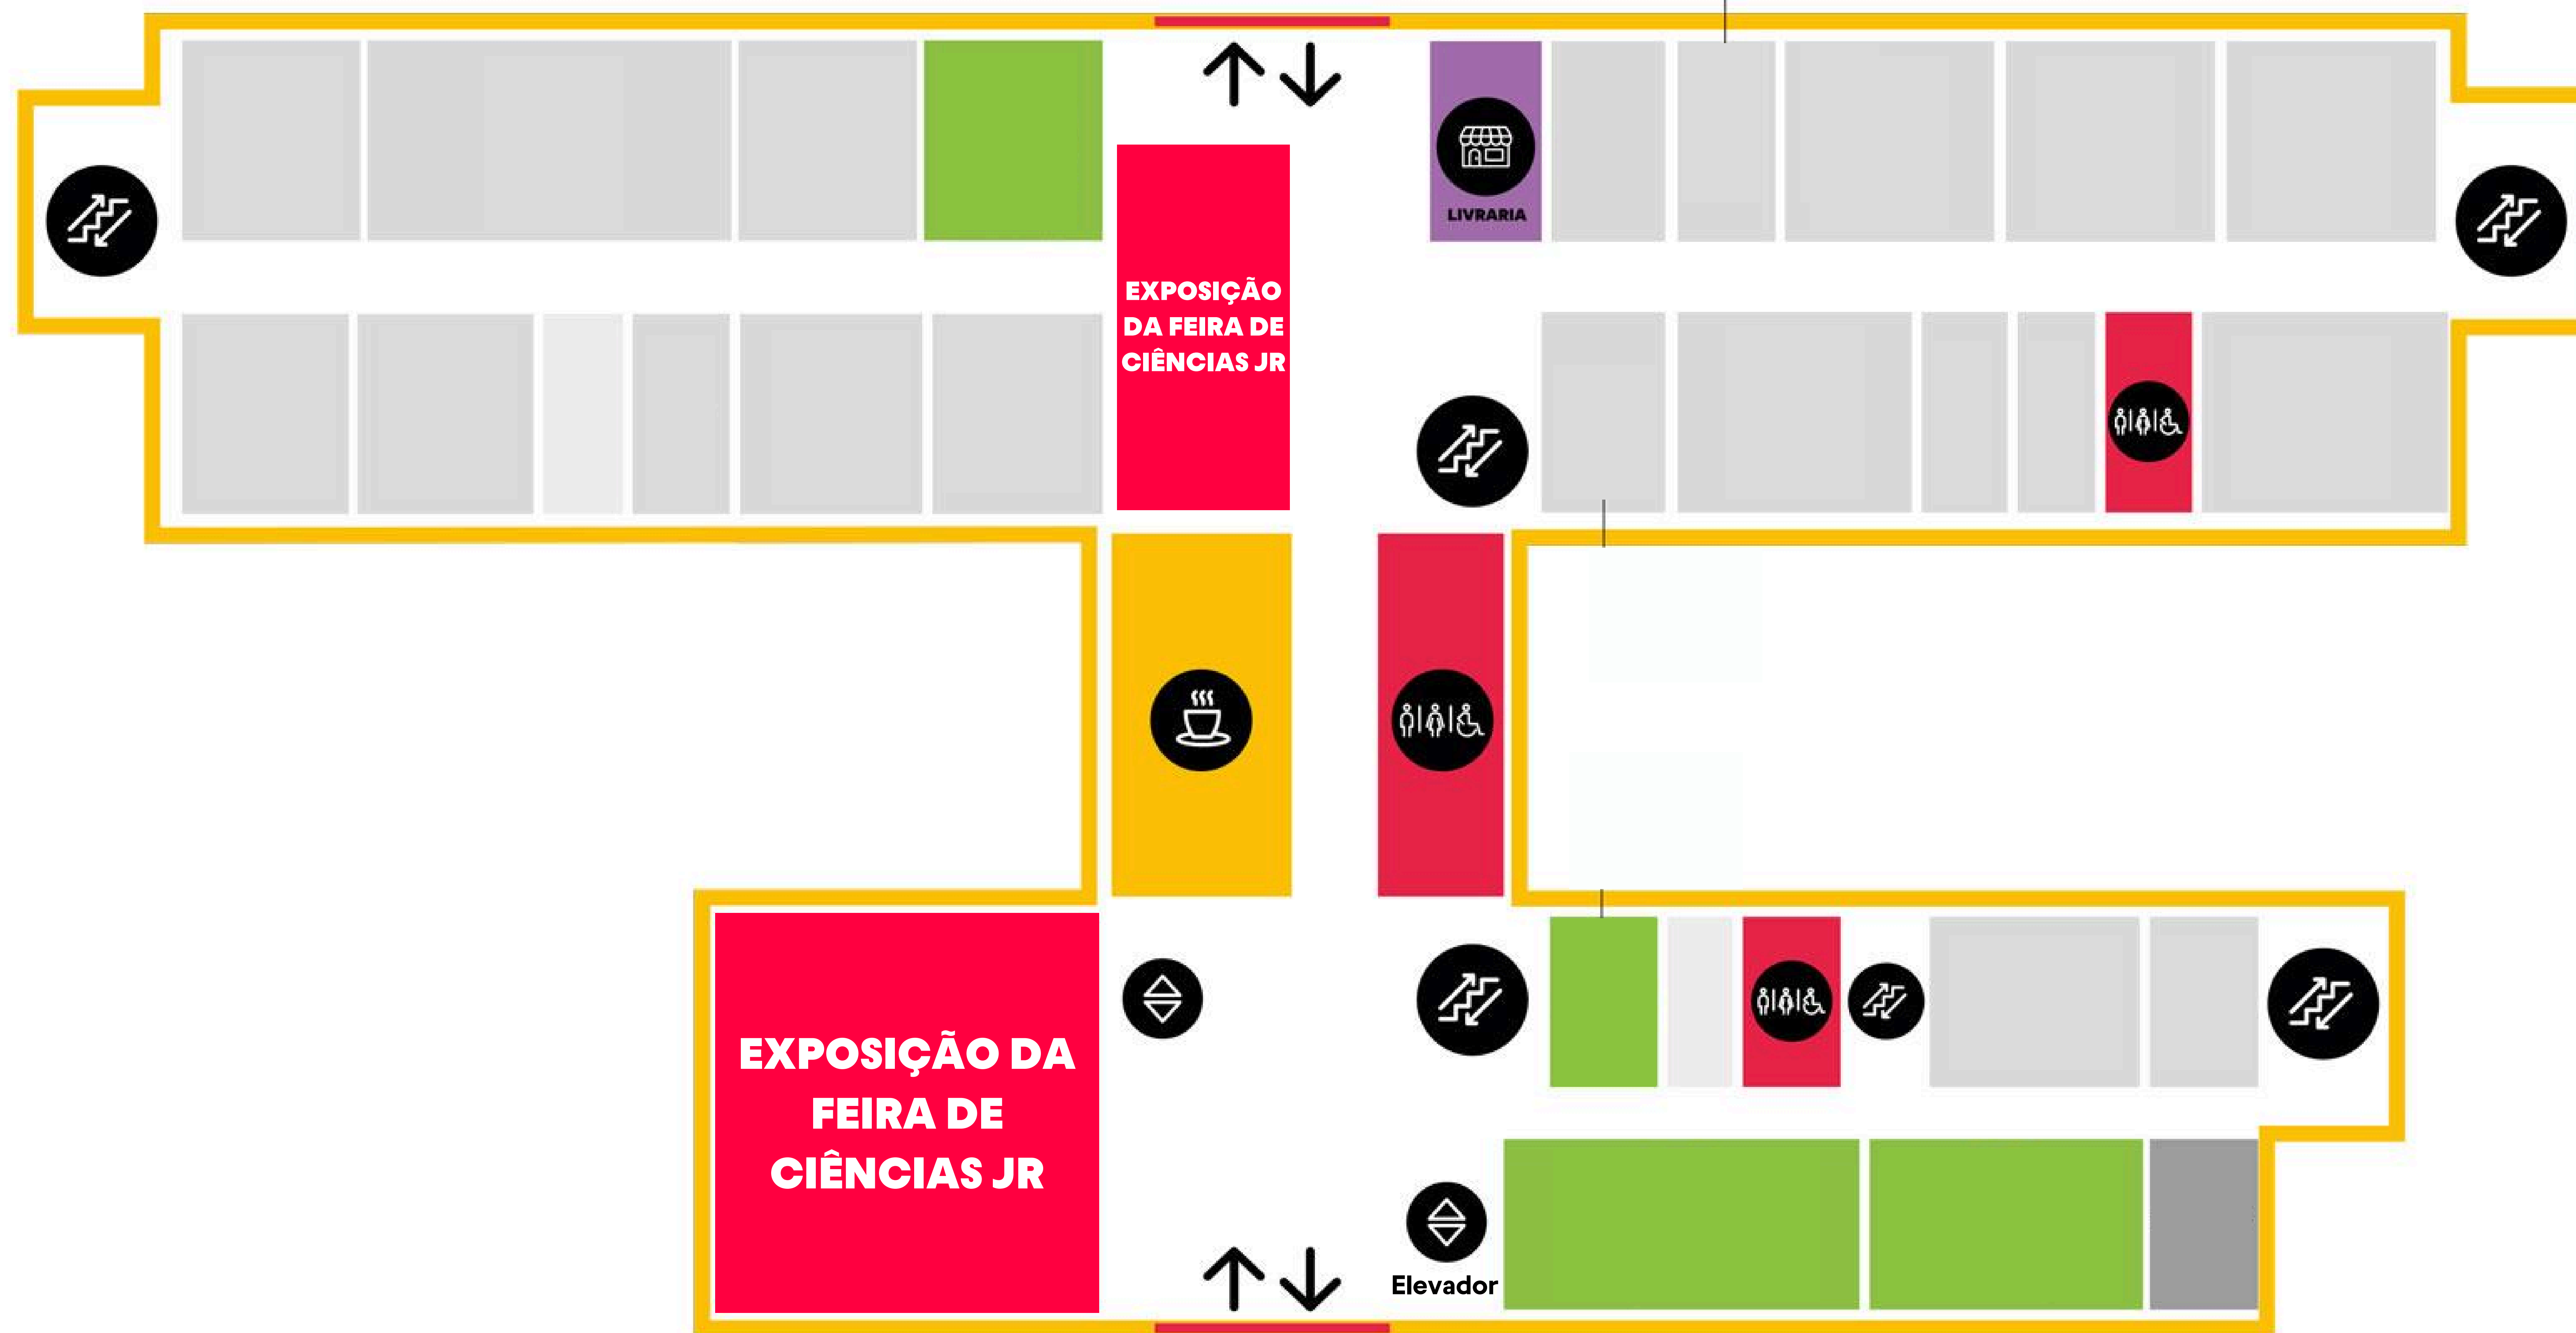 LIVRARIA
EXPOSIÇÃO
DA FEIRA DE
CIÊNCIAS JR
EXPOSIÇÃO DA
FEIRA DE
CIÊNCIAS JR
Elevador